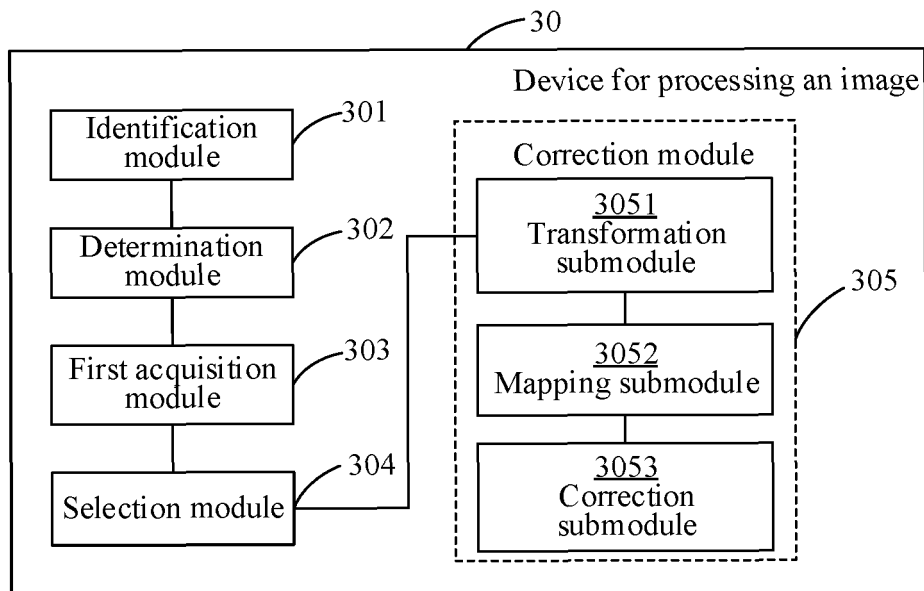 30
Device for processing an image
Identification
module
301
Determination
module
302
First acquisition
module
303
Selection module
304
Correction module
3051
Transformation
submodule
3052
Mapping submodule
3053
Correction
submodule
305